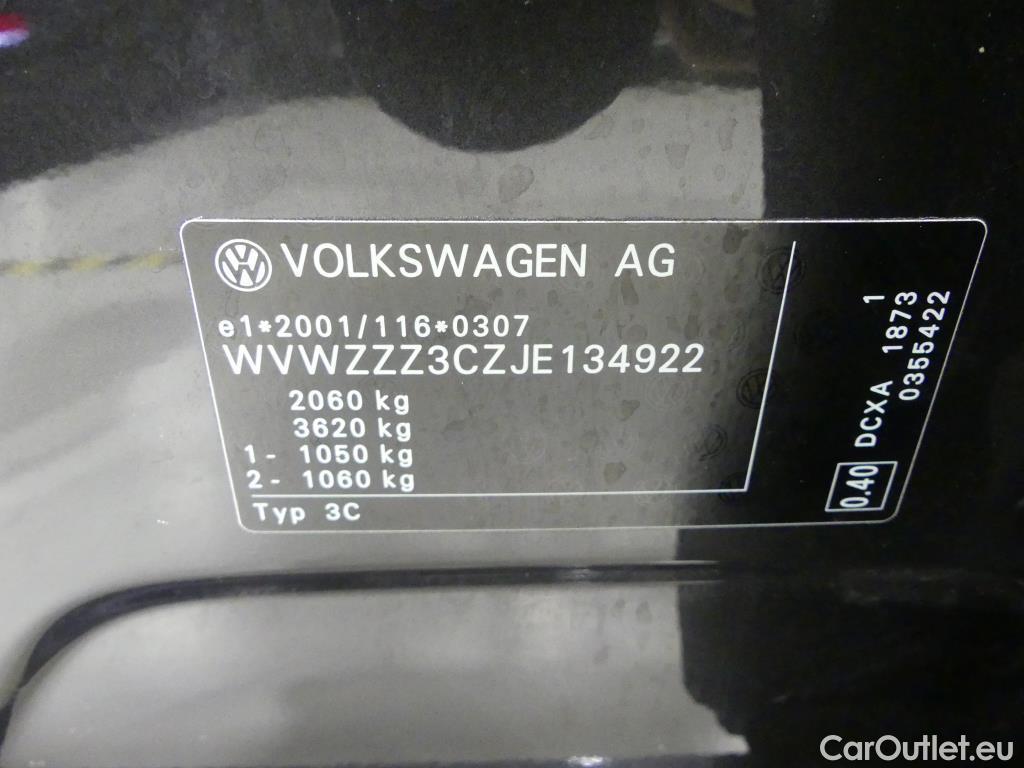 VOLKSWAGEN AG
e1*2001/116*0307
WVWZZZ3CZJE134922
2060 kg
3620 kg
1 - 1050 kg
2 - 1060 kg
Typ 3C
1
DCXA 1873
0355422
0.40
CarOutlet.eu